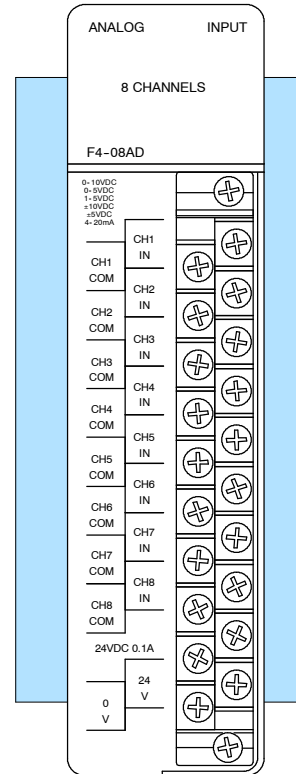 ANALOG INPUT
8 CHANNELS
F4-08AD
0-10VDC
0-5VDC
1-5VDC
±10VDC
±5VDC
4-20mA
CH1
IN
CH1
COM
CH2
IN
CH2
COM
CH3
IN
CH3
COM
CH4
IN
CH4
COM
CH5
IN
CH5
COM
CH6
IN
CH6
COM
CH7
IN
CH7
COM
CH8
IN
CH8
COM
24VDC 0.1A
24
V
0
V